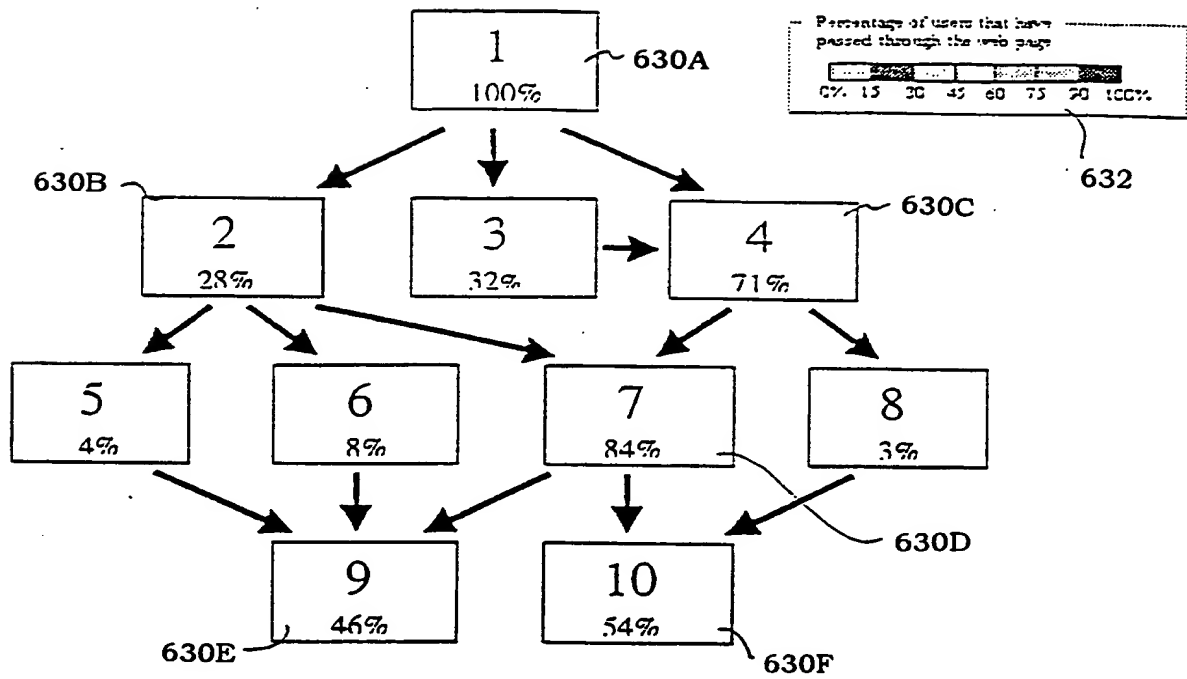 1
100%
630A
Percentage of users that have
passed through the web page
0% 15 30 45 60 75 90 100%
632
630B
2
28%
3
32%
4
71%
630C
5
4%
6
8%
7
84%
8
3%
630D
9
46%
630E
10
54%
630F